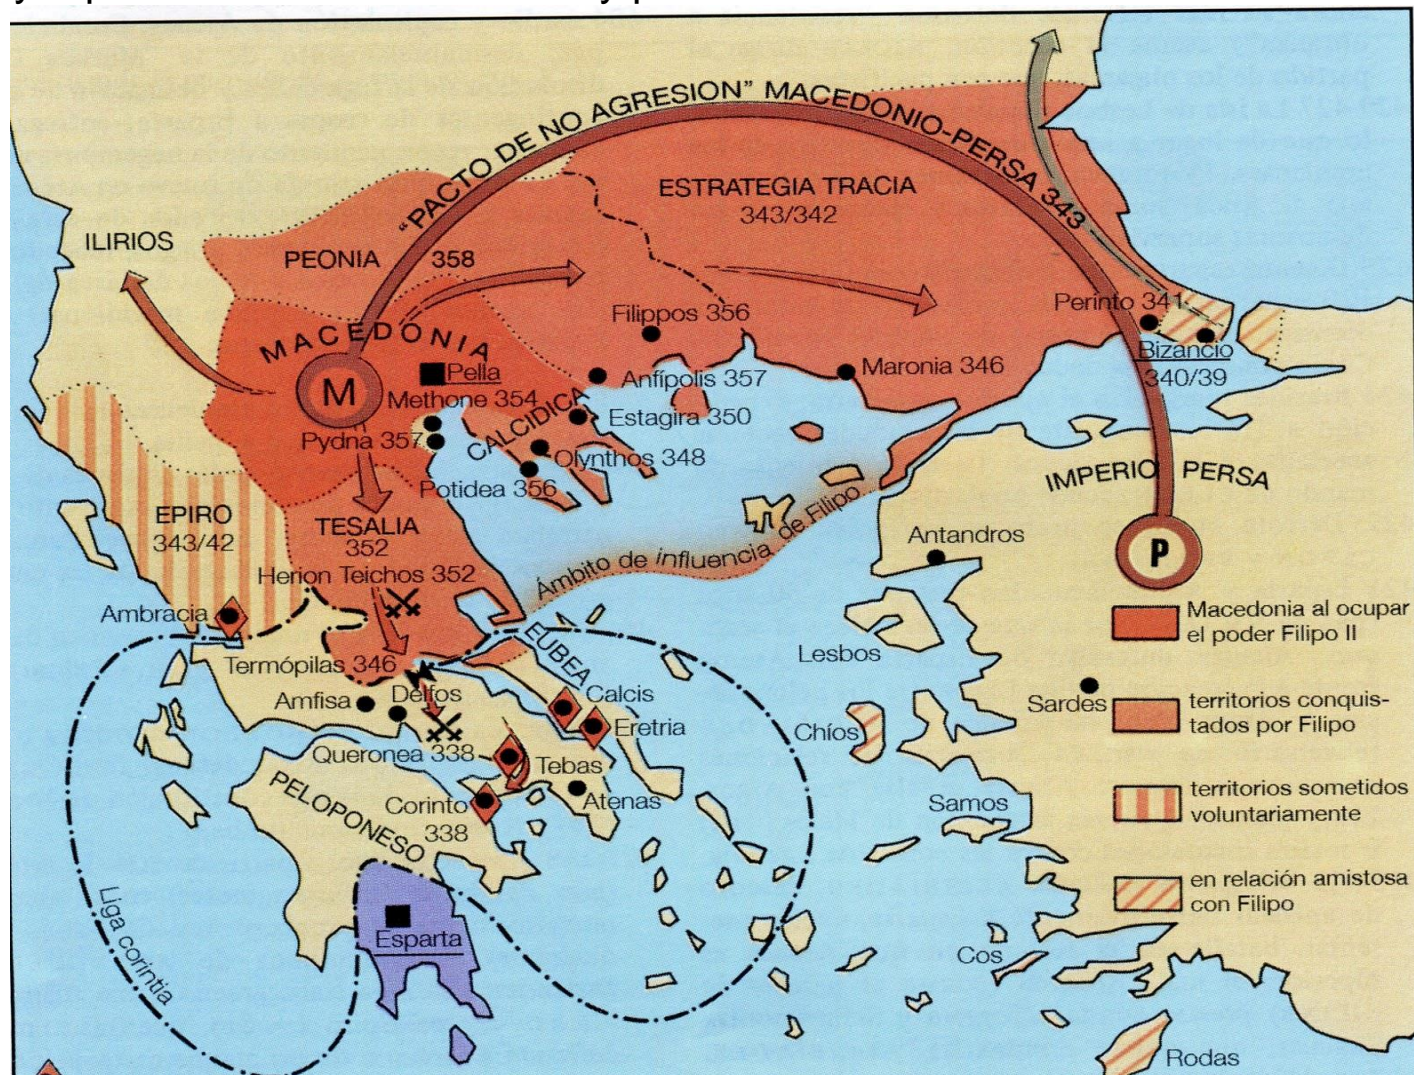 "PACTO DE NO AGRESION" MACEDONIO-PERSA 343
ESTRATEGIA TRACIA
343/342
ILIRIOS
PEONIA 358
MACEDONIA
M
Pella
Methone 354
Pydna 357
CALCIDICA
Potidea 356
Olynthos 348
Estagira 350
Anfípolis 357
Filippos 356
Maronia 346
Perinto 341
Bizancio
340/39
IMPERIO PERSA
P
EPIRO
343/42
TESALIA
352
Herion Teichos 352
Ámbito de influencia de Filipo
Antandros
Ambracia
Termópilas 346
EUBEA
Amfisa
Delfos
Calcis
Eretria
Queronea 338
Tebas
Corinto
338
Atenas
PELOPONESO
Esparta
Liga corintia
Lesbos
Sardes
Chíos
Samos
Cos
Rodas
Macedonia al ocupar
el poder Filipo II
territorios conquis-
tados por Filipo
territorios sometidos
voluntariamente
en relación amistosa
con Filipo